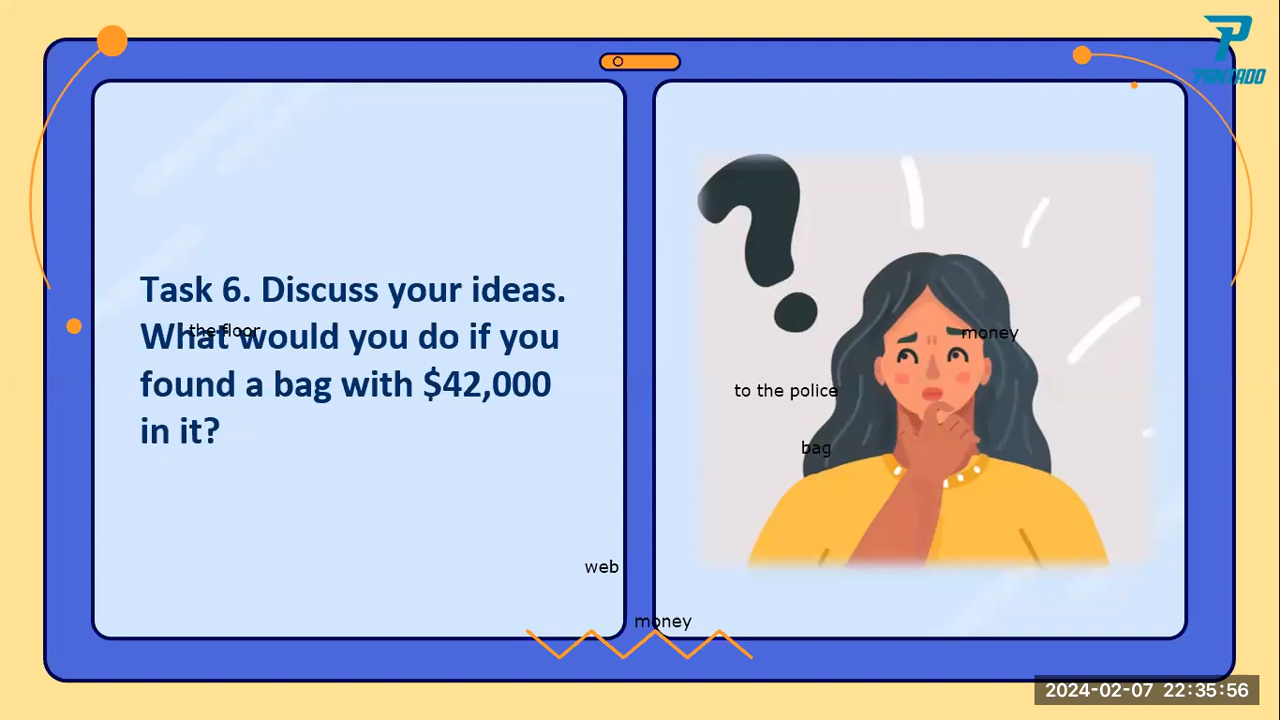 PANTADO
Task 6. Discuss your ideas.
the floor
What would you do if you
found a bag with $42,000
in it?
money
to the police
bag
web
money
2024-02-07 22:35:56